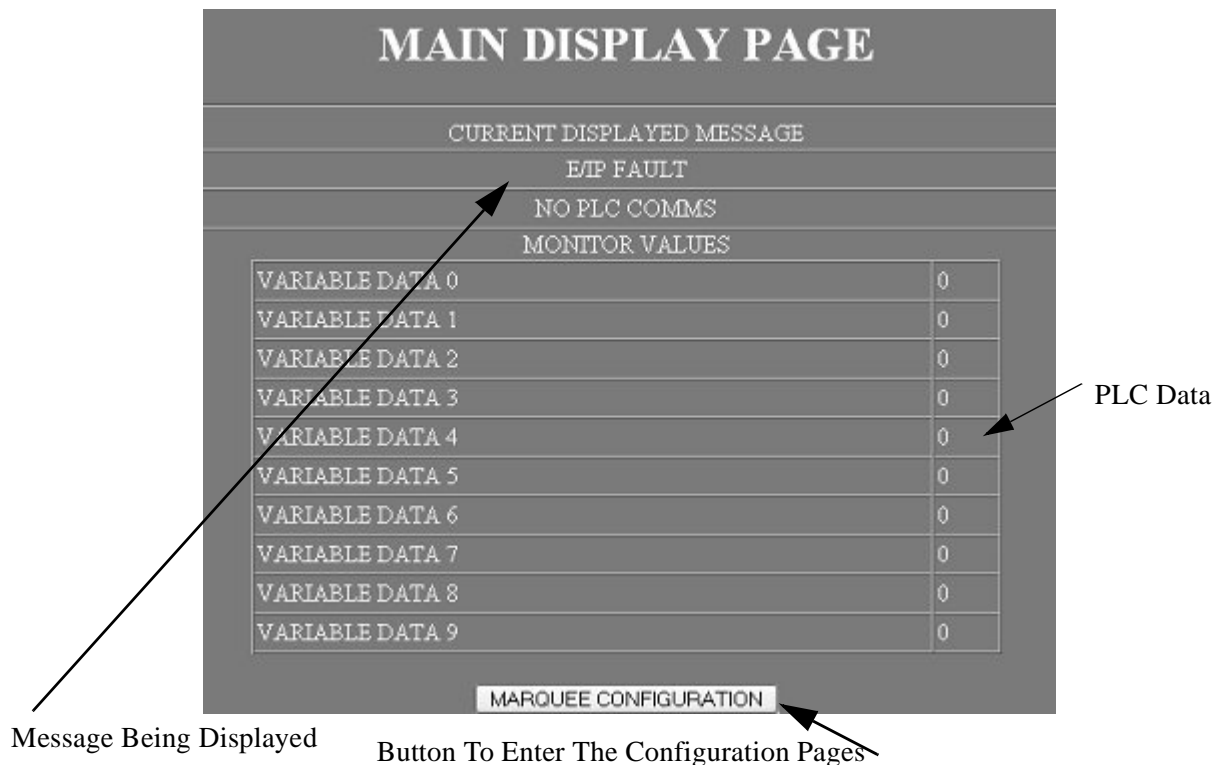 MAIN DISPLAY PAGE
CURRENT DISPLAYED MESSAGE
E/IP FAULT
NO PLC COMMS
MONITOR VALUES
VARIABLE DATA 0 0
VARIABLE DATA 1 0
VARIABLE DATA 2 0
VARIABLE DATA 3 0
PLC Data
VARIABLE DATA 4 0
VARIABLE DATA 5 0
VARIABLE DATA 6 0
VARIABLE DATA 7 0
VARIABLE DATA 8 0
VARIABLE DATA 9 0
MARQUEE CONFIGURATION
Message Being Displayed
Button To Enter The Configuration Pages